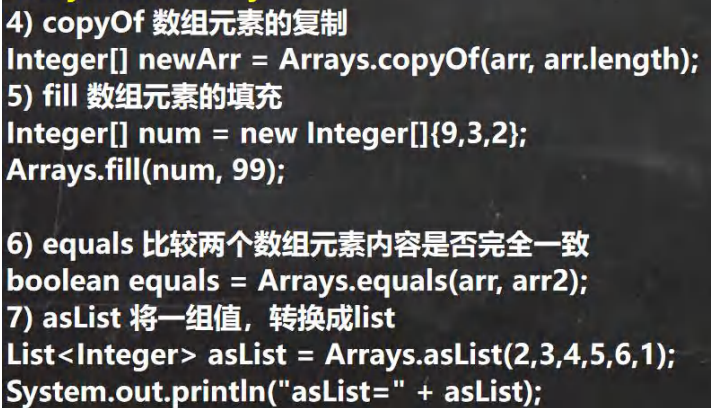 4) copyOf 数组元素的复制
Integer[] newArr = Arrays.copyOf(arr, arr.length);
5) fill 数组元素的填充
Integer[] num = new Integer[]{9,3,2};
Arrays.fill(num, 99);
6) equals 比较两个数组元素内容是否完全一致
boolean equals = Arrays.equals(arr, arr2);
7) asList 将一组值，转换成list
List<Integer> asList = Arrays.asList(2,3,4,5,6,1);
System.out.println("asList=" + asList);